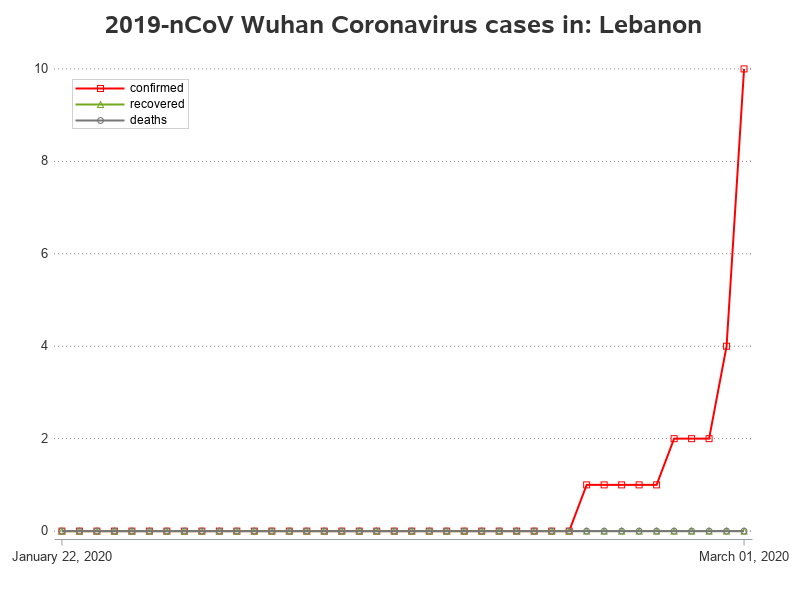 2019-nCoV Wuhan Coronavirus cases in: Lebanon
10
confirmed
recovered
deaths
8
6
4
2
0
January 22, 2020
March 01, 2020